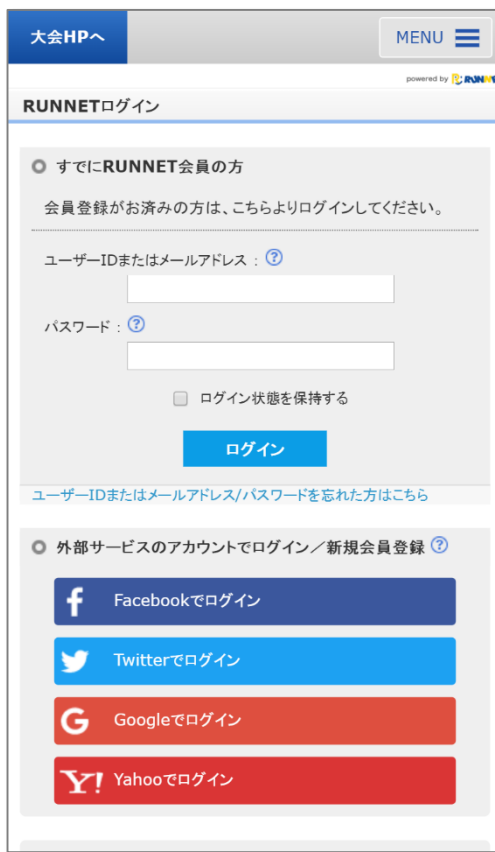 大会HPへ
MENU
powered by RUNNET
RUNNETログイン
すでにRUNNET会員の方
会員登録がお済みの方は、こちらよりログインしてください。
ユーザーIDまたはメールアドレス : ?
パスワード : ?
ログイン状態を保持する
ログイン
ユーザーIDまたはメールアドレス/パスワードを忘れた方はこちら
外部サービスのアカウントでログイン／新規会員登録 ?
f Facebookでログイン
Twitterでログイン
G Googleでログイン
Y! Yahooでログイン